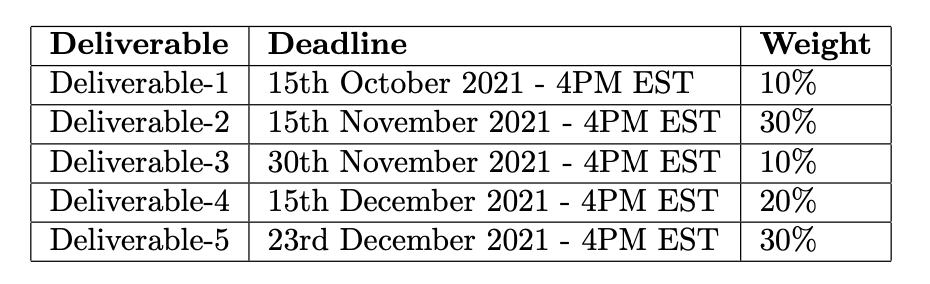 Deliverable Deadline Weight
Deliverable-1 15th October 2021 - 4PM EST 10%
Deliverable-2 15th November 2021 - 4PM EST 30%
Deliverable-3 30th November 2021 - 4PM EST 10%
Deliverable-4 15th December 2021 - 4PM EST 20%
Deliverable-5 23rd December 2021 - 4PM EST 30%